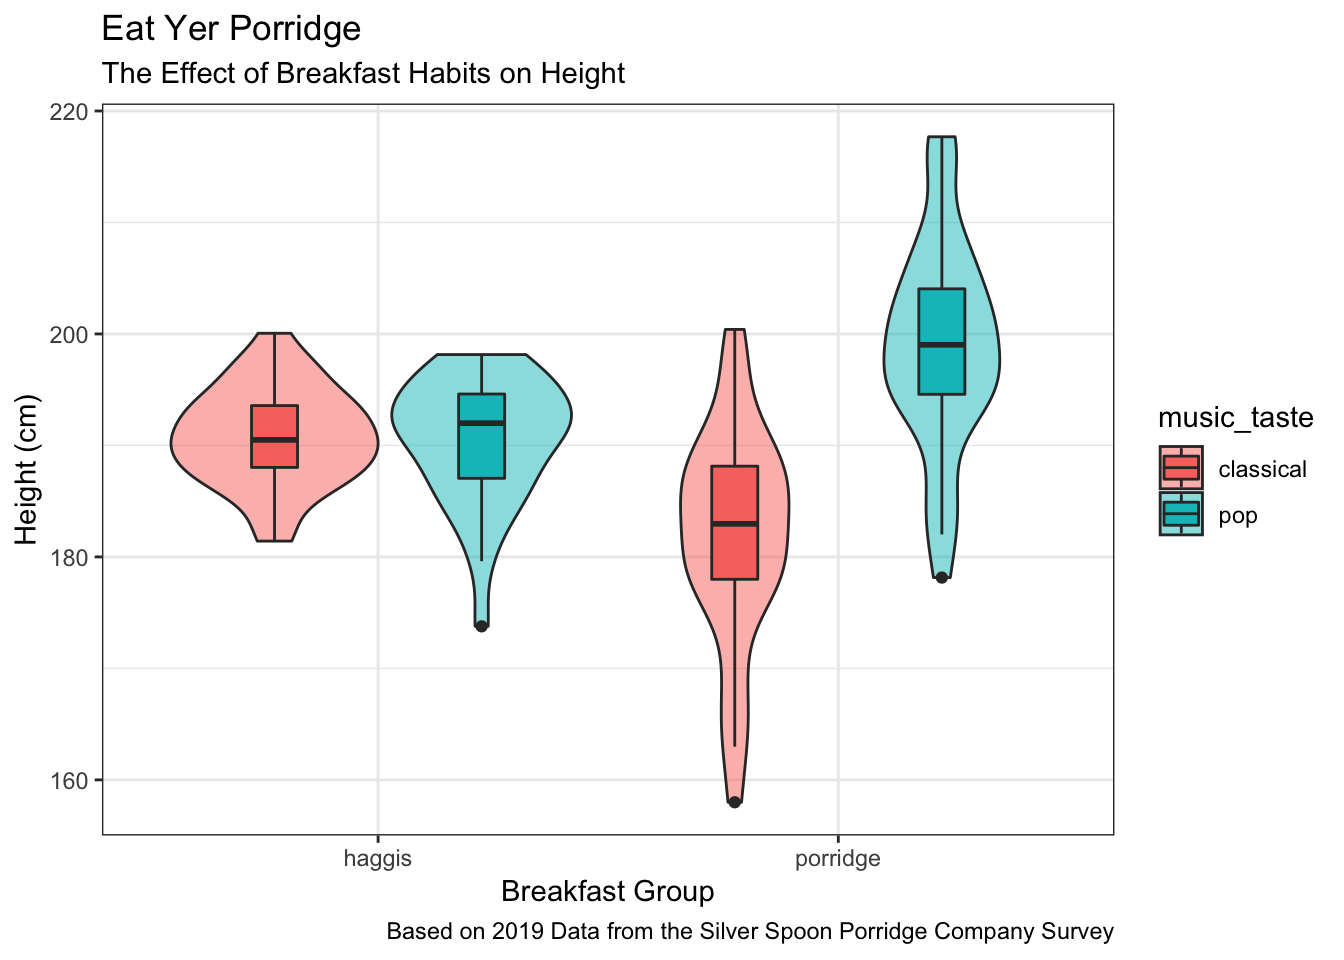 Eat Yer Porridge
The Effect of Breakfast Habits on Height
220
200
180
160
Height (cm)
haggis
porridge
Breakfast Group
music_taste
classical
pop
Based on 2019 Data from the Silver Spoon Porridge Company Survey